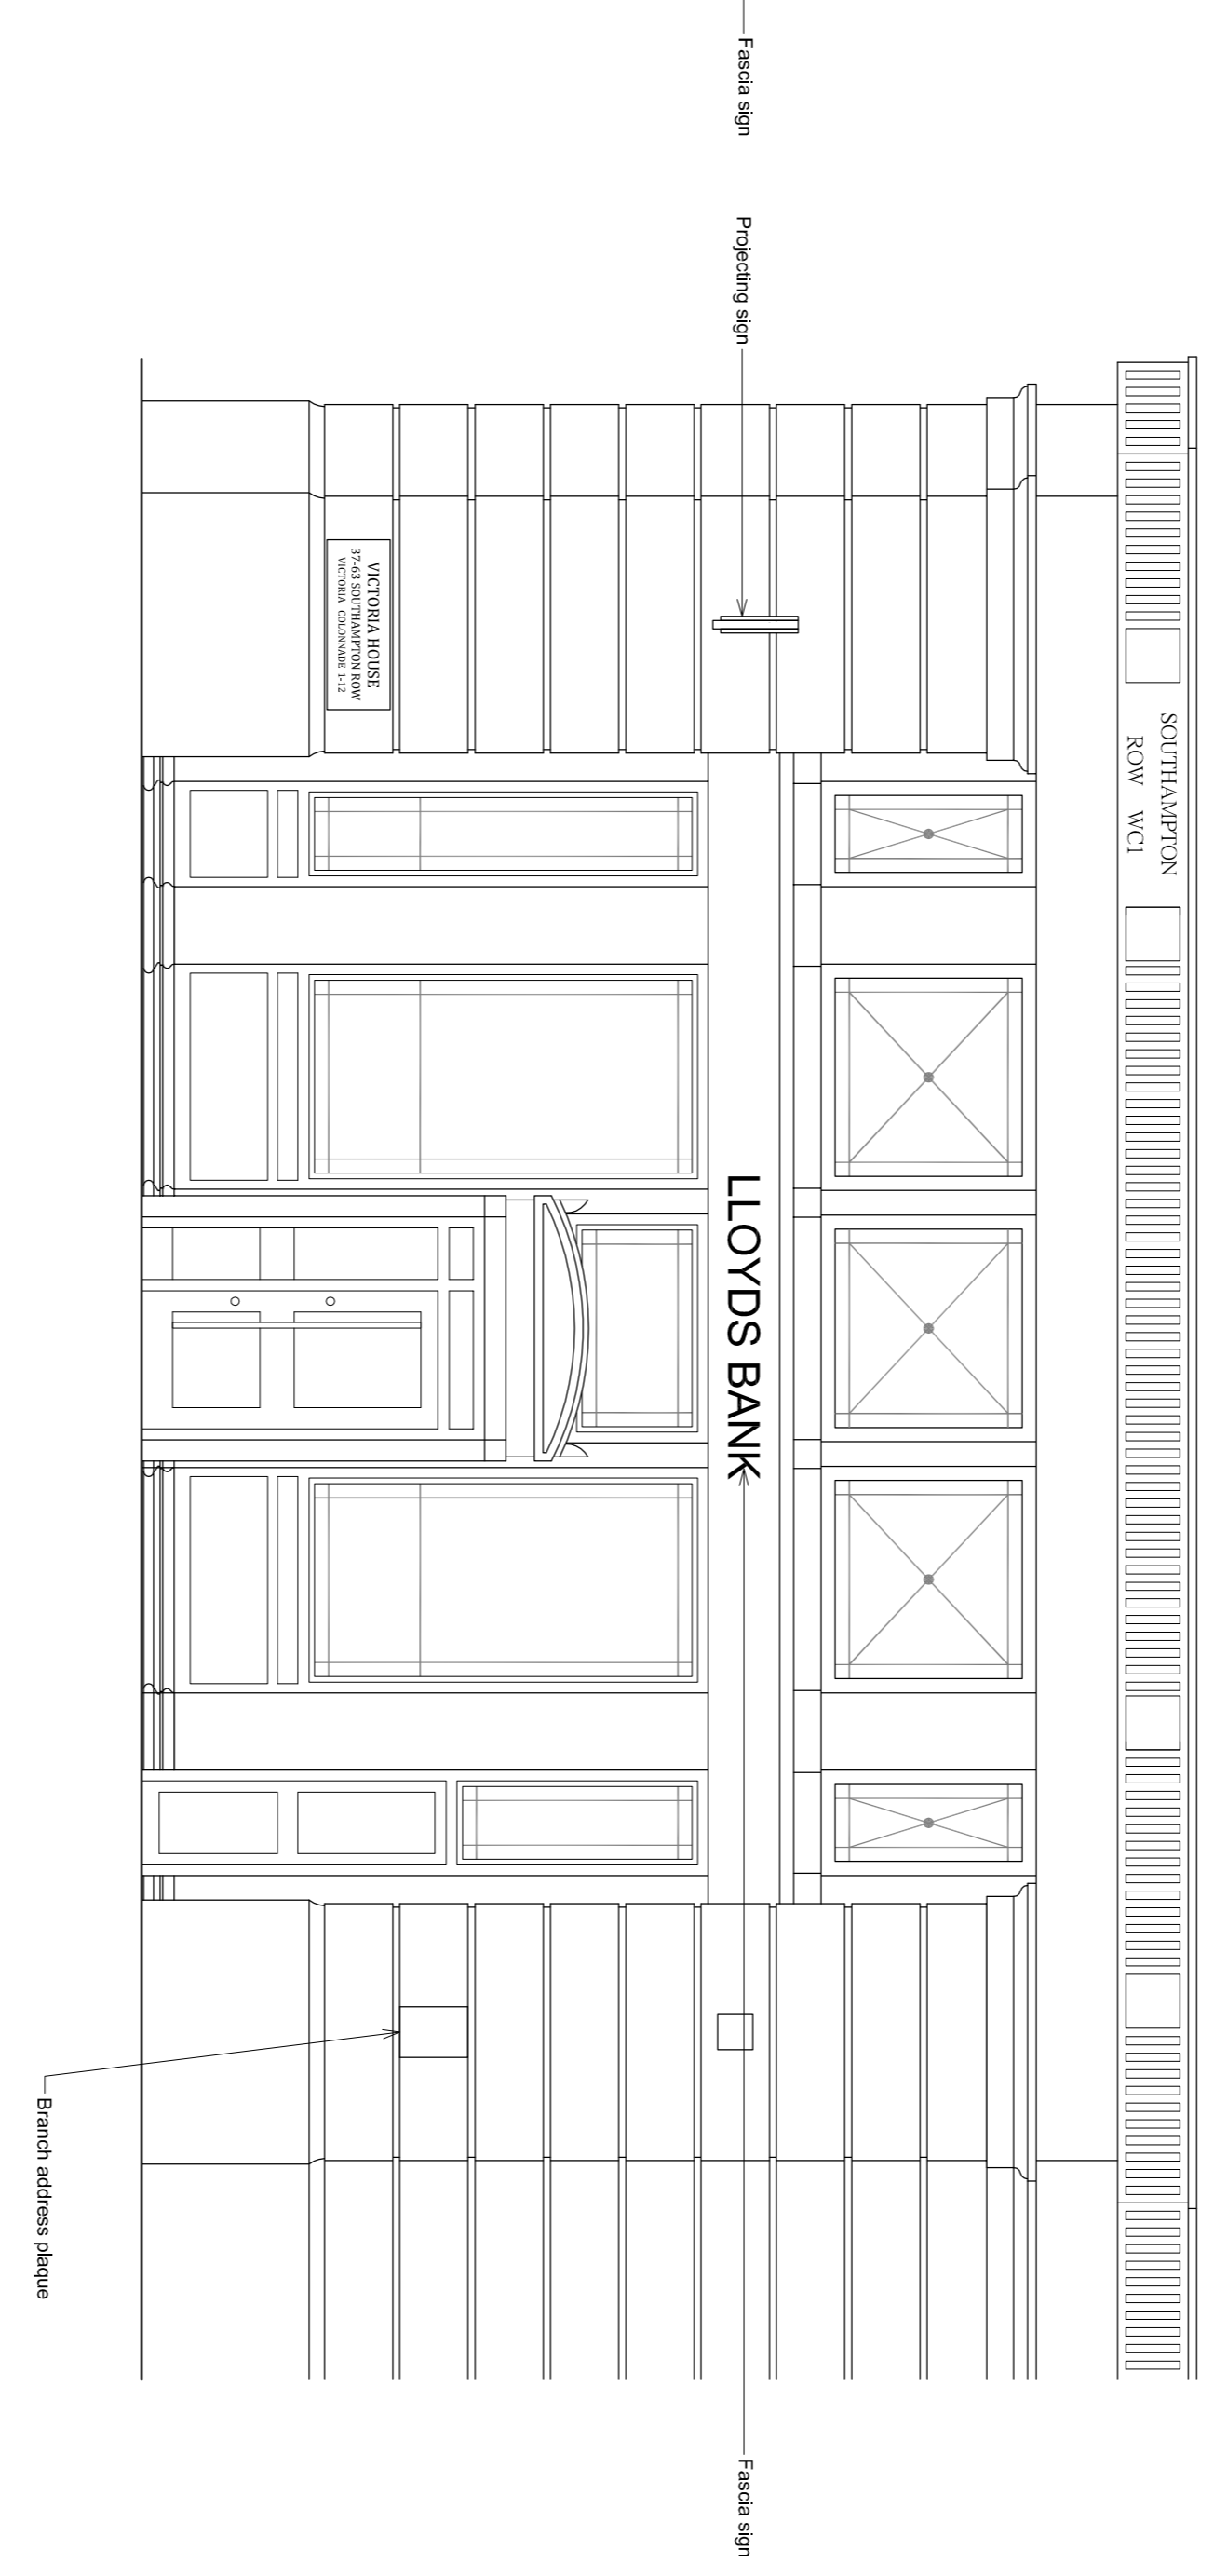 SOUTHAMPTON
ROW WC1
Fascia sign
Projecting sign
LLOYDS BANK
Fascia sign
VICTORIA HOUSE
37-63 SOUTHAMPTON ROW
VICTORIA COLONNADE 1-12
Branch address plaque